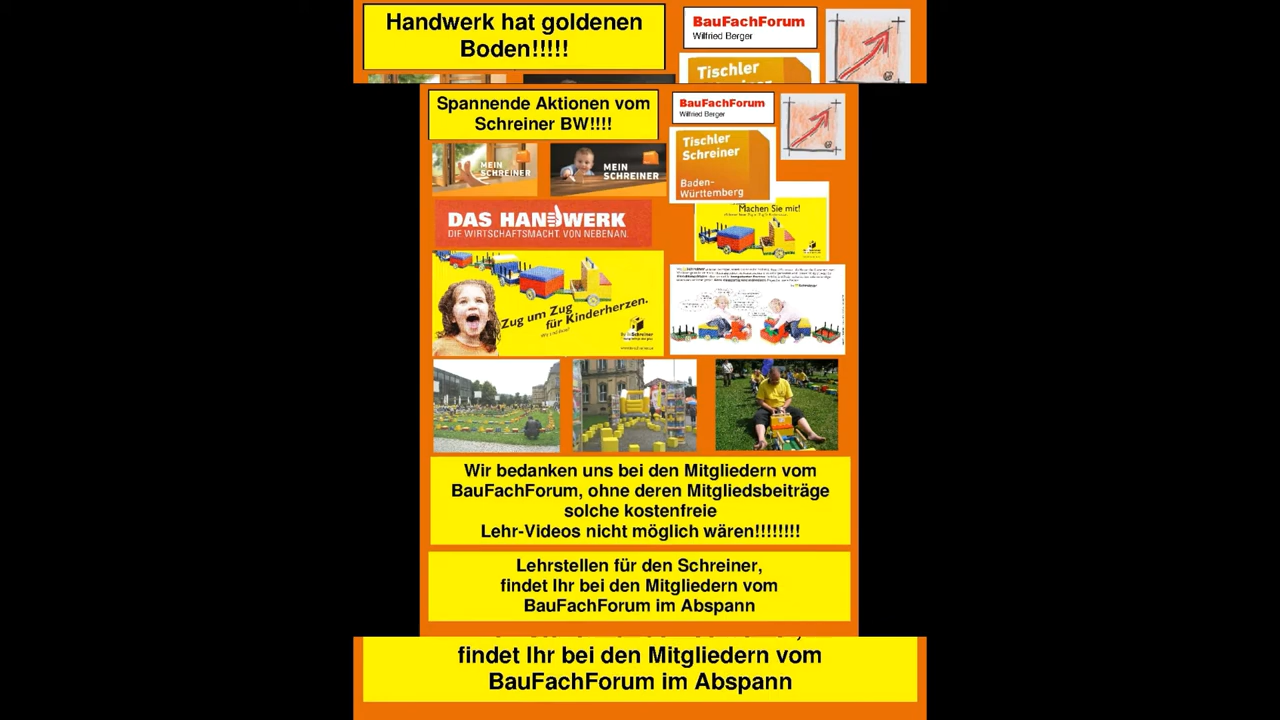 Handwerk hat goldenen
Boden!!!!!
BauFachForum
Wilfried Berger
Tischler
Spannende Aktionen vom
Schreiner BW!!!!
BauFachForum
Wilfried Berger
MEIN
SCHREINER
MEIN
SCHREINER
Tischler
Schreiner
Baden-
Württemberg
DAS HANDWERK
DIE WIRTSCHAFTSMACHT. VON NEBENAN.
Machen Sie mit!
Zug um Zug
für Kinderherzen.
Wir bedanken uns bei den Mitgliedern vom
BauFachForum, ohne deren Mitgliedsbeiträge
solche kostenfreie
Lehr-Videos nicht möglich wären!!!!!!!!
Lehrstellen für den Schreiner,
findet Ihr bei den Mitgliedern vom
BauFachForum im Abspann
findet Ihr bei den Mitgliedern vom
BauFachForum im Abspann